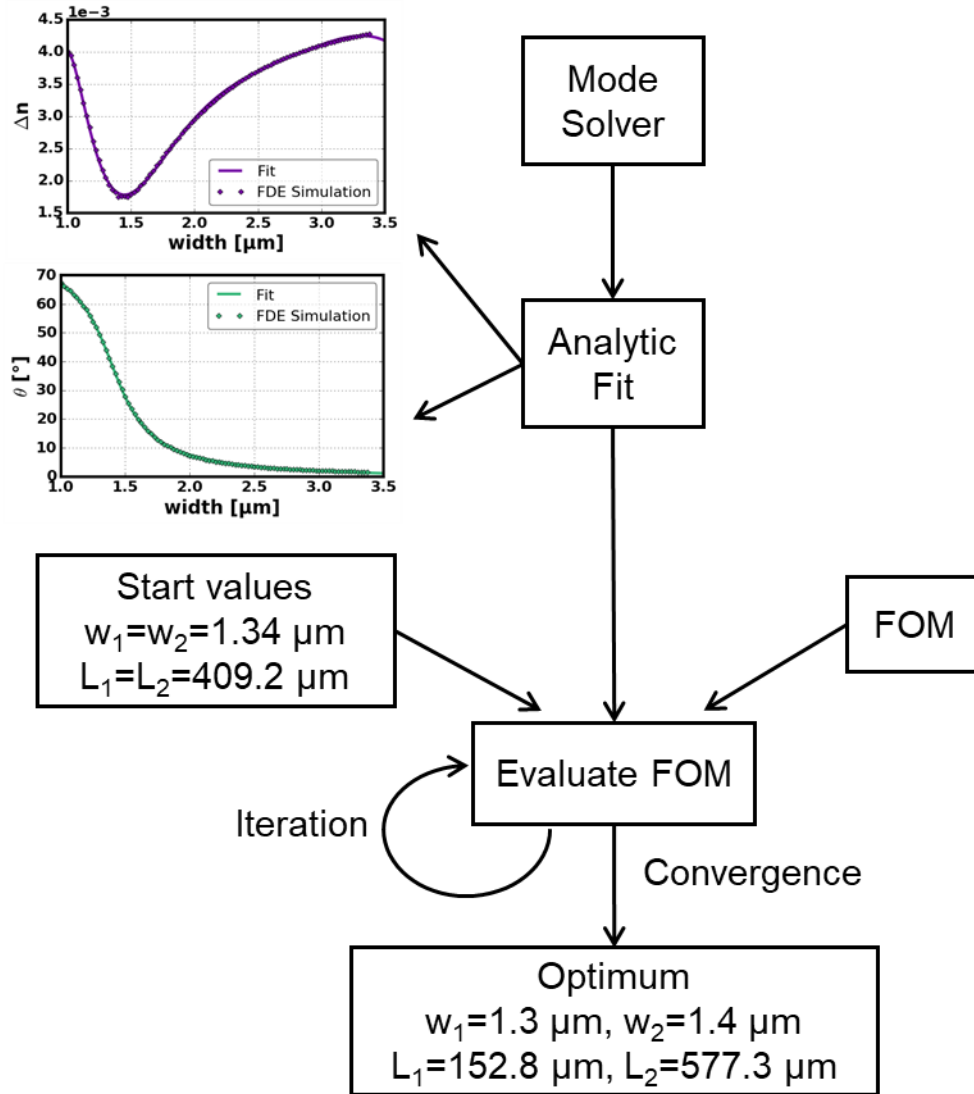 1e−3
4.5
4.0
3.5
3.0
2.5
2.0
1.5
Δn
Fit
FDE Simulation
1.0 1.5 2.0 2.5 3.0 3.5
width [μm]
70
60
50
40
30
20
10
0
θ [°]
Fit
FDE Simulation
1.0 1.5 2.0 2.5 3.0 3.5
width [μm]
Mode
Solver
Analytic
Fit
Start values
w₁=w₂=1.34 μm
L₁=L₂=409.2 μm
FOM
Evaluate FOM
Iteration
Convergence
Optimum
w₁=1.3 μm, w₂=1.4 μm
L₁=152.8 μm, L₂=577.3 μm